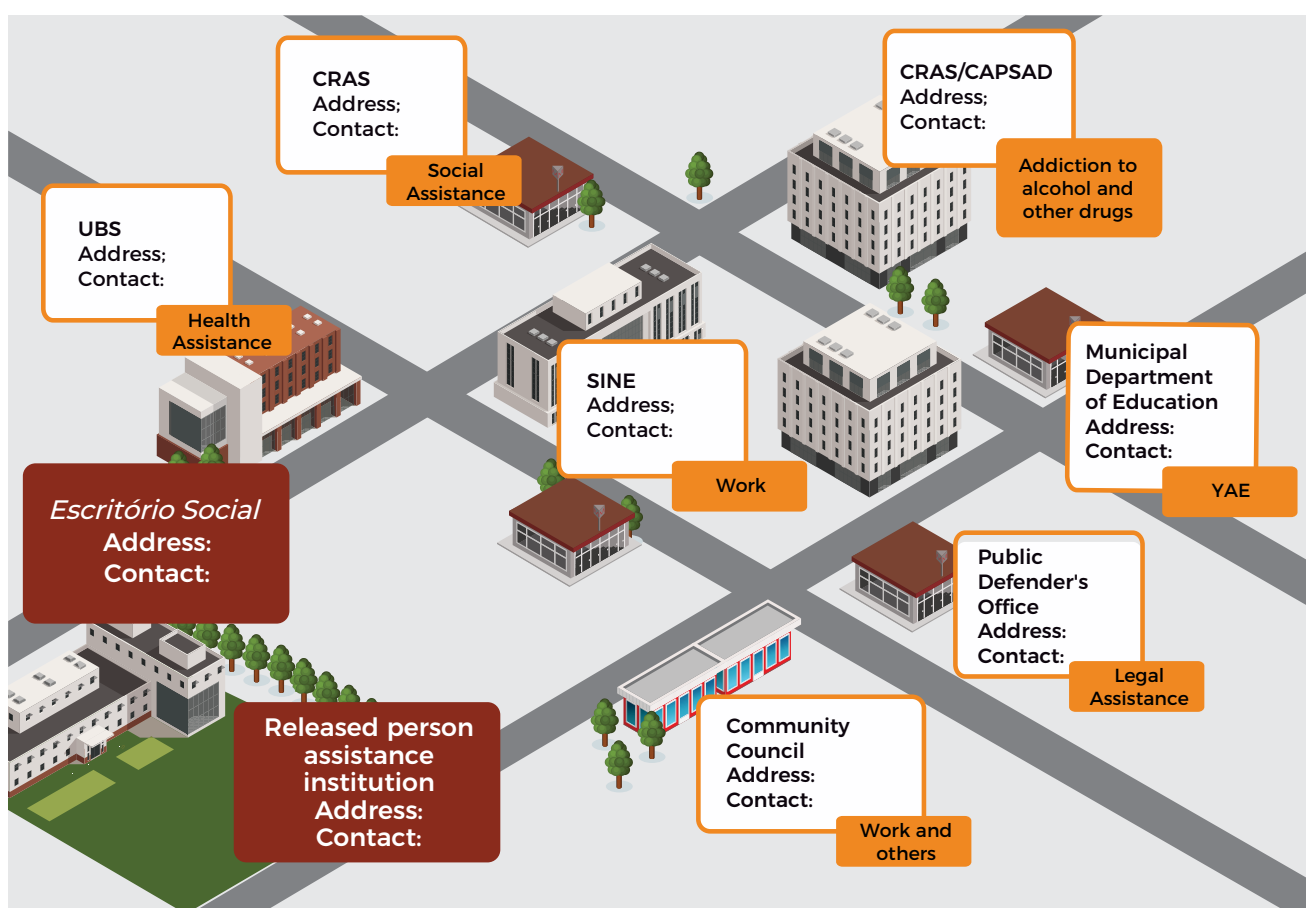 CRAS
Address;
Contact:
Social
Assistance
CRAS/CAPSAD
Address;
Contact:
Addiction to
alcohol and
other drugs
UBS
Address;
Contact:
Health
Assistance
SINE
Address;
Contact:
Work
Municipal
Department
of Education
Address:
Contact:
YAE
Escritório Social
Address:
Contact:
Public
Defender's
Office
Address:
Contact:
Legal
Assistance
Released person
assistance
institution
Address:
Contact:
Community
Council
Address:
Contact:
Work and
others